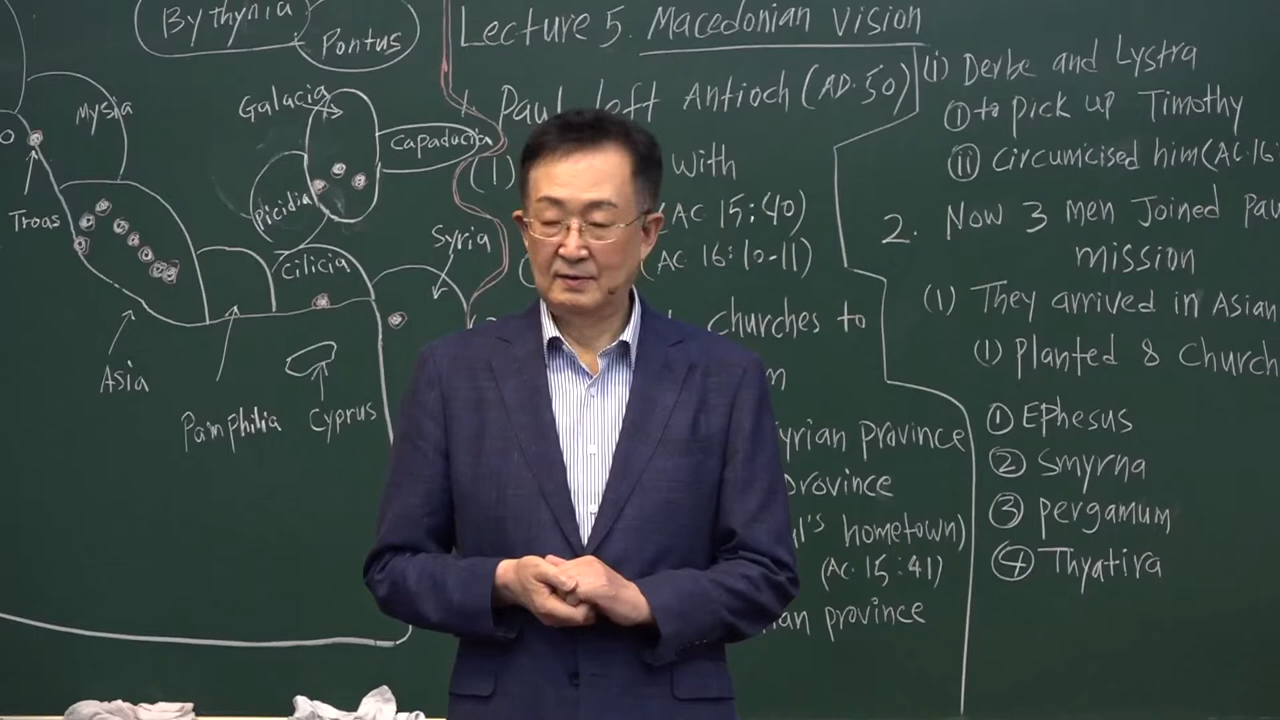 Bythynia
Pontus
Mysia
Galacia
Capaducia
Picidia
Troas
Cilicia
Syria
Asia
Pamphilia
Cyprus
Lecture 5. Macedonian Vision
1. Paul left Antioch (AD. 50)
(1) with
(AC 15:40)
(AC 16:10-11)
churches to
province
province
hometown)
(AC. 15:41)
province
(ii) Derbe and Lystra
(i) to pick up Timothy
(ii) circumcised him (AC. 16
2. Now 3 men Joined Pau
mission
(1) They arrived in Asian
(i) Planted 8 Church
① Ephesus
② Smyrna
③ pergamum
④ Thyatira